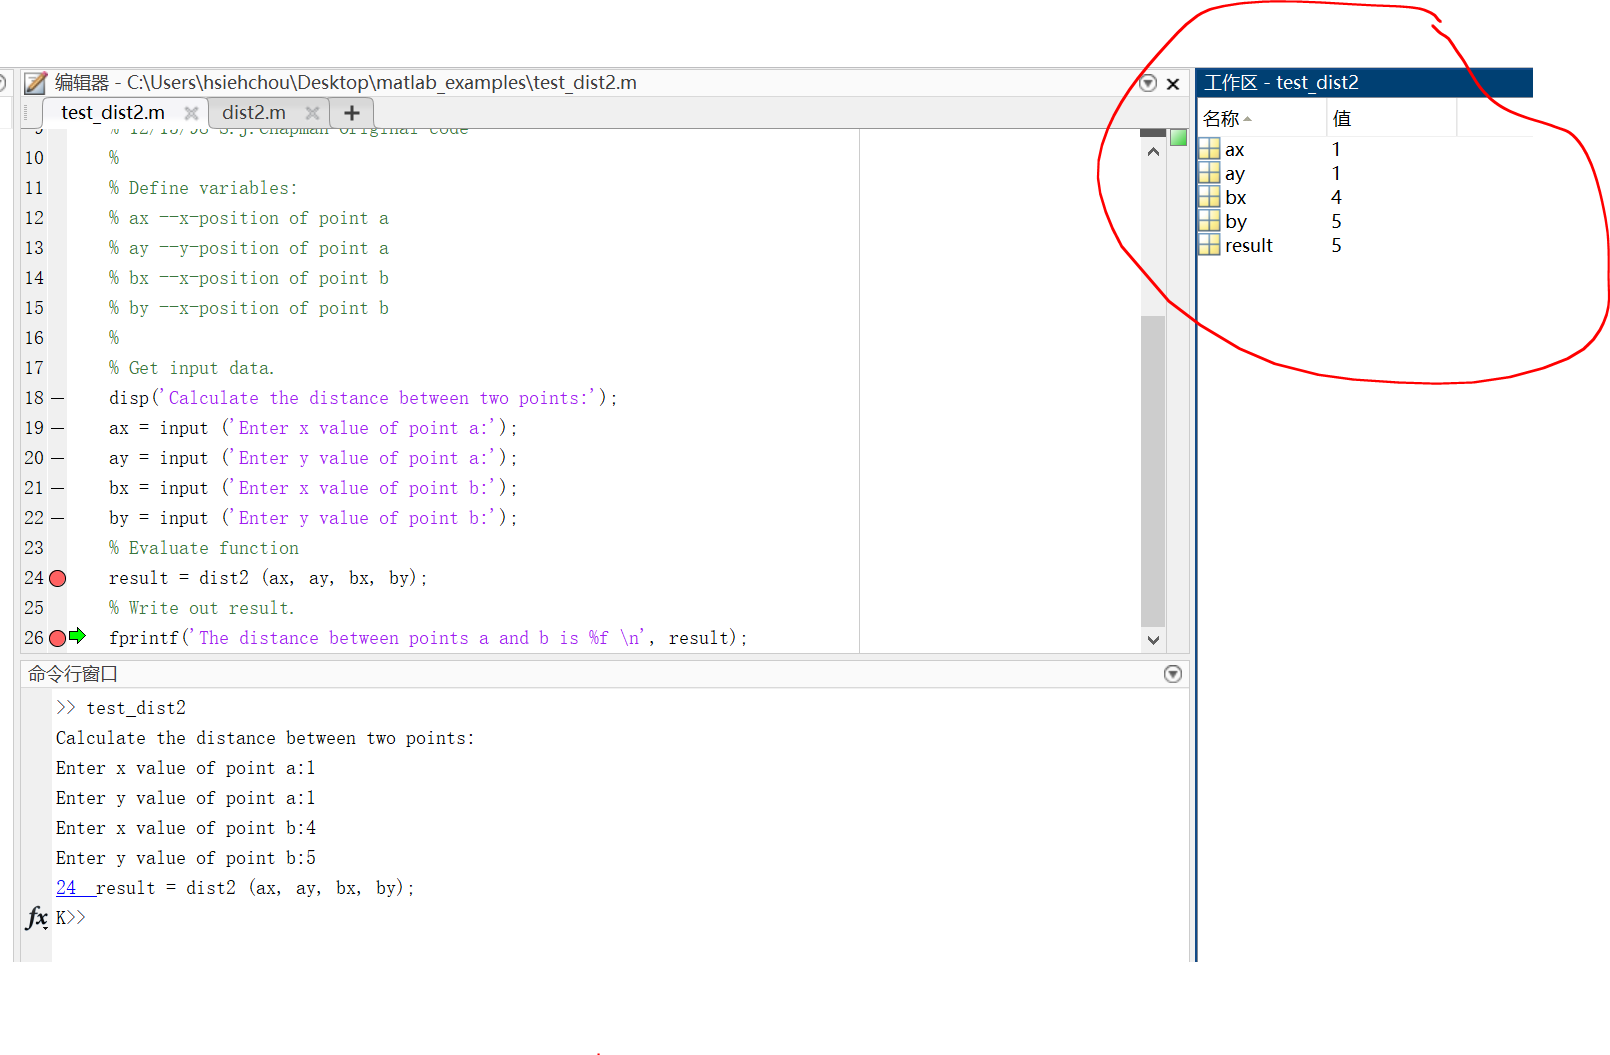 编辑器 - C:\Users\hsiehchou\Desktop\matlab_examples\test_dist2.m
test_dist2.m
dist2.m
9 % 12/15/98 S.J.Chapman Original code
10 %
11 % Define variables:
12 % ax --x-position of point a
13 % ay --y-position of point a
14 % bx --x-position of point b
15 % by --x-position of point b
16 %
17 % Get input data.
18 disp('Calculate the distance between two points:');
19 ax = input ('Enter x value of point a:');
20 ay = input ('Enter y value of point a:');
21 bx = input ('Enter x value of point b:');
22 by = input ('Enter y value of point b:');
23 % Evaluate function
24 result = dist2 (ax, ay, bx, by);
25 % Write out result.
26 fprintf('The distance between points a and b is %f \n', result);
命令行窗口
>> test_dist2
Calculate the distance between two points:
Enter x value of point a:1
Enter y value of point a:1
Enter x value of point b:4
Enter y value of point b:5
24 result = dist2 (ax, ay, bx, by);
fx K>>
工作区 - test_dist2
名称 值
ax 1
ay 1
bx 4
by 5
result 5